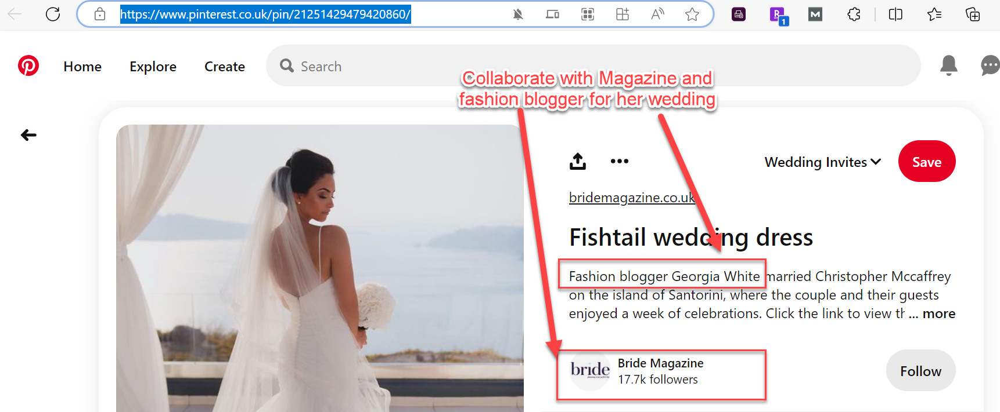 https://www.pinterest.co.uk/pin/21251429479420860/
1
Home Explore Create Search
Collaborate with Magazine and
fashion blogger for her wedding
Wedding Invites Save
bridemagazine.co.uk
Fishtail wedding dress
Fashion blogger Georgia White married Christopher Mccaffrey
on the island of Santorini, where the couple and their guests
enjoyed a week of celebrations. Click the link to view th ... more
bride
Bride Magazine
17.7k followers
Follow